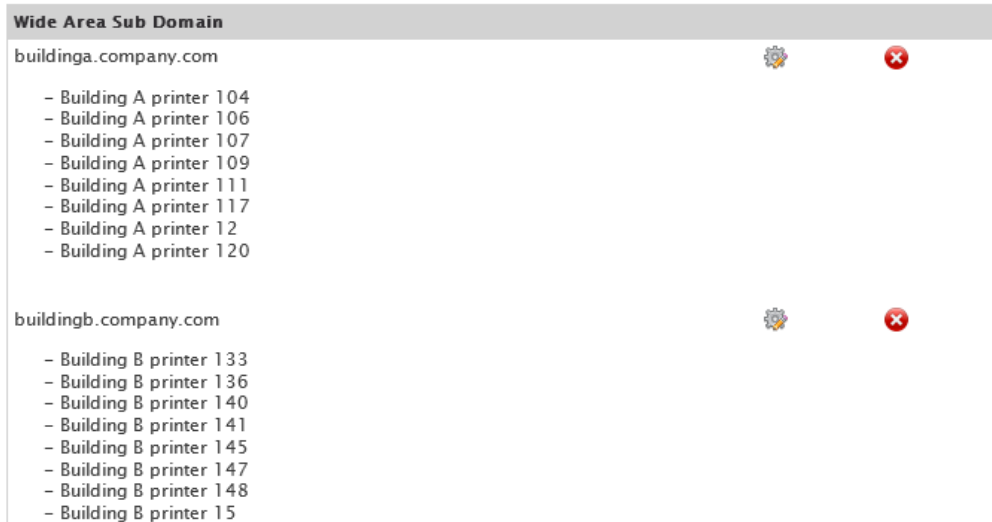 Wide Area Sub Domain
buildinga.company.com
– Building A printer 104
– Building A printer 106
– Building A printer 107
– Building A printer 109
– Building A printer 111
– Building A printer 117
– Building A printer 12
– Building A printer 120
buildingb.company.com
– Building B printer 133
– Building B printer 136
– Building B printer 140
– Building B printer 141
– Building B printer 145
– Building B printer 147
– Building B printer 148
– Building B printer 15